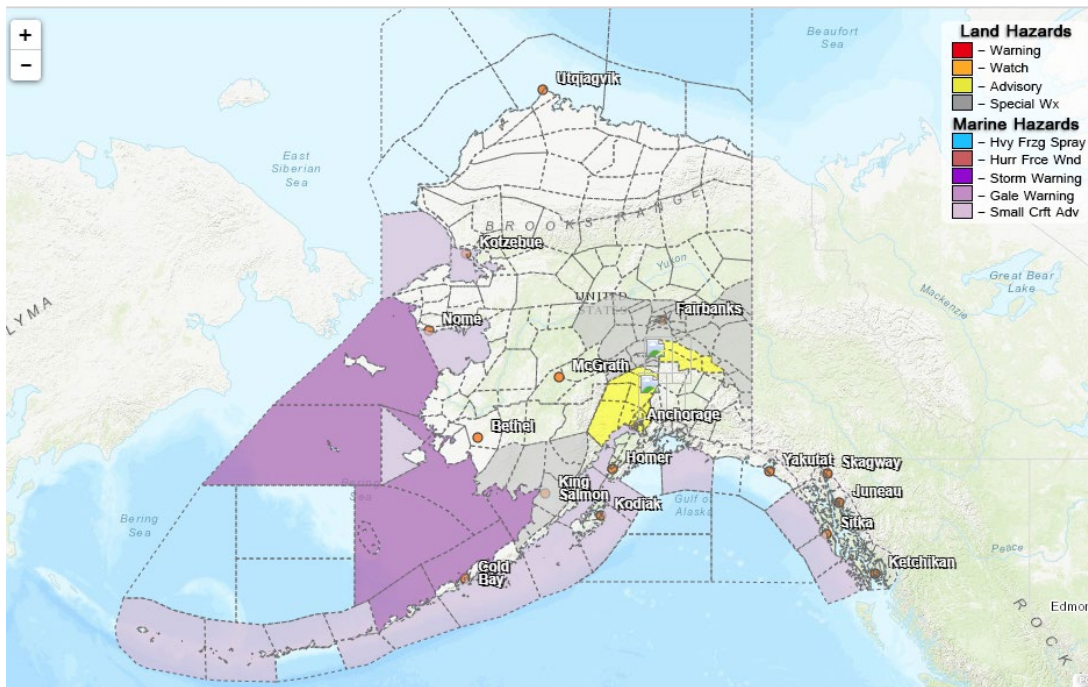 +
−
Land Hazards
– Warning
– Watch
– Advisory
– Special Wx
Marine Hazards
– Hvy Frzg Spray
– Hurr Frce Wnd
– Storm Warning
– Gale Warning
– Small Crft Adv
Beaufort
Sea
Utqiagvik
East
Siberian
Sea
BROOKS RANGE
Kotzebue
Yukon
Great Bear
Lake
Mackenzie
LYMA
UNITED
STATES
Fairbanks
Nome
McGrath
Anchorage
Bethel
Homer
Yakutat
Skagway
King
Salmon
Bering
Sea
Juneau
Kodiak
Gulf of
Alaska
Bering
Sea
Sitka
Peace
Cold
Bay
Ketchikan
Edmon
ROCK